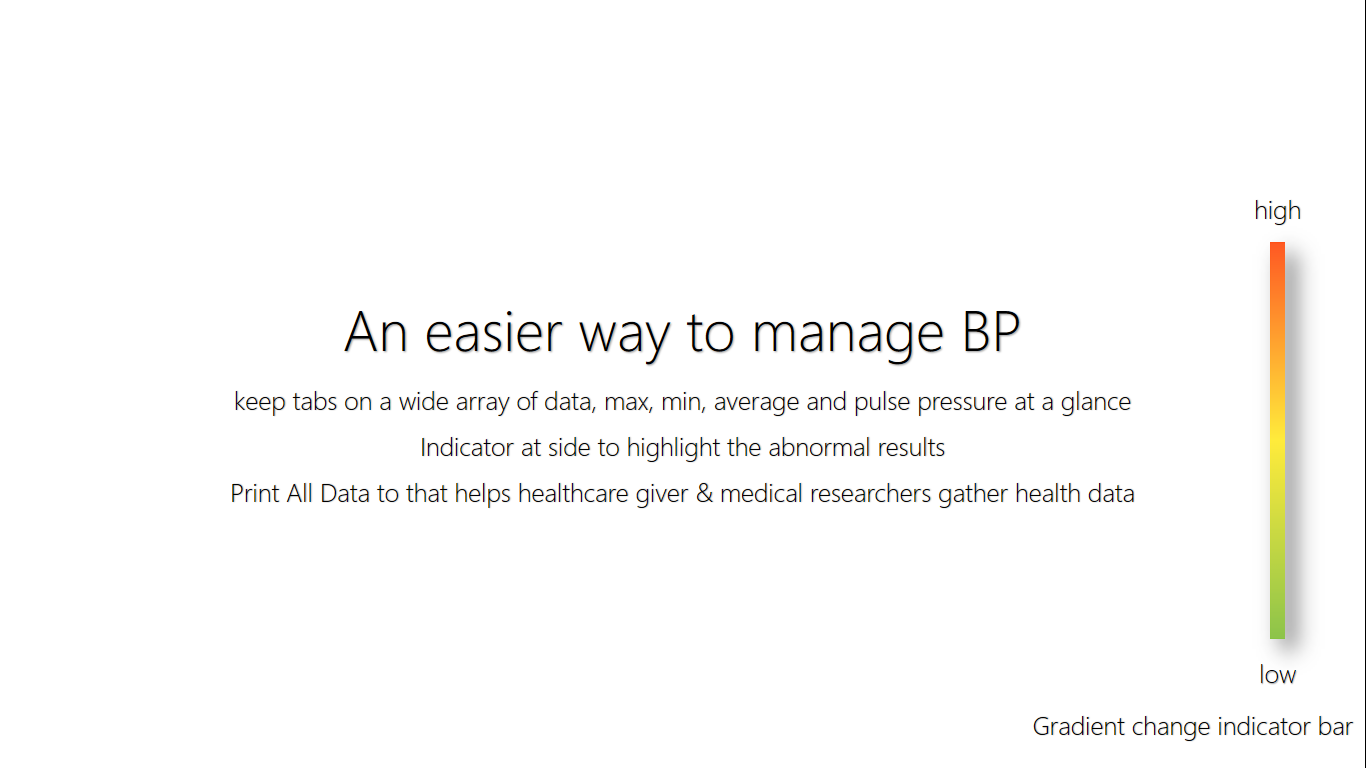 high
An easier way to manage BP
keep tabs on a wide array of data, max, min, average and pulse pressure at a glance
Indicator at side to highlight the abnormal results
Print All Data to that helps healthcare giver & medical researchers gather health data
low
Gradient change indicator bar